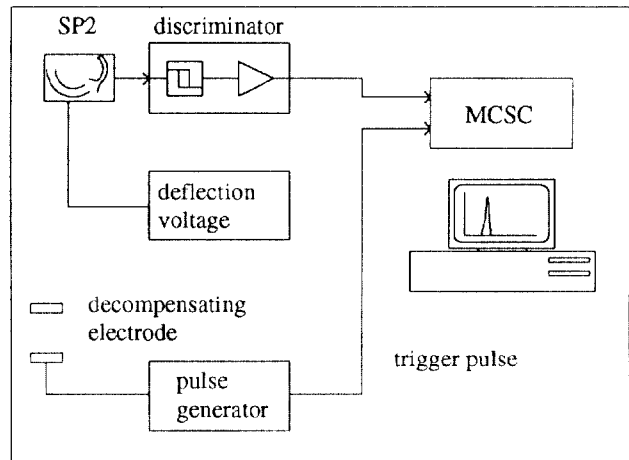 SP2
discriminator
MCSC
deflection
voltage
decompensating
electrode
trigger pulse
pulse
generator